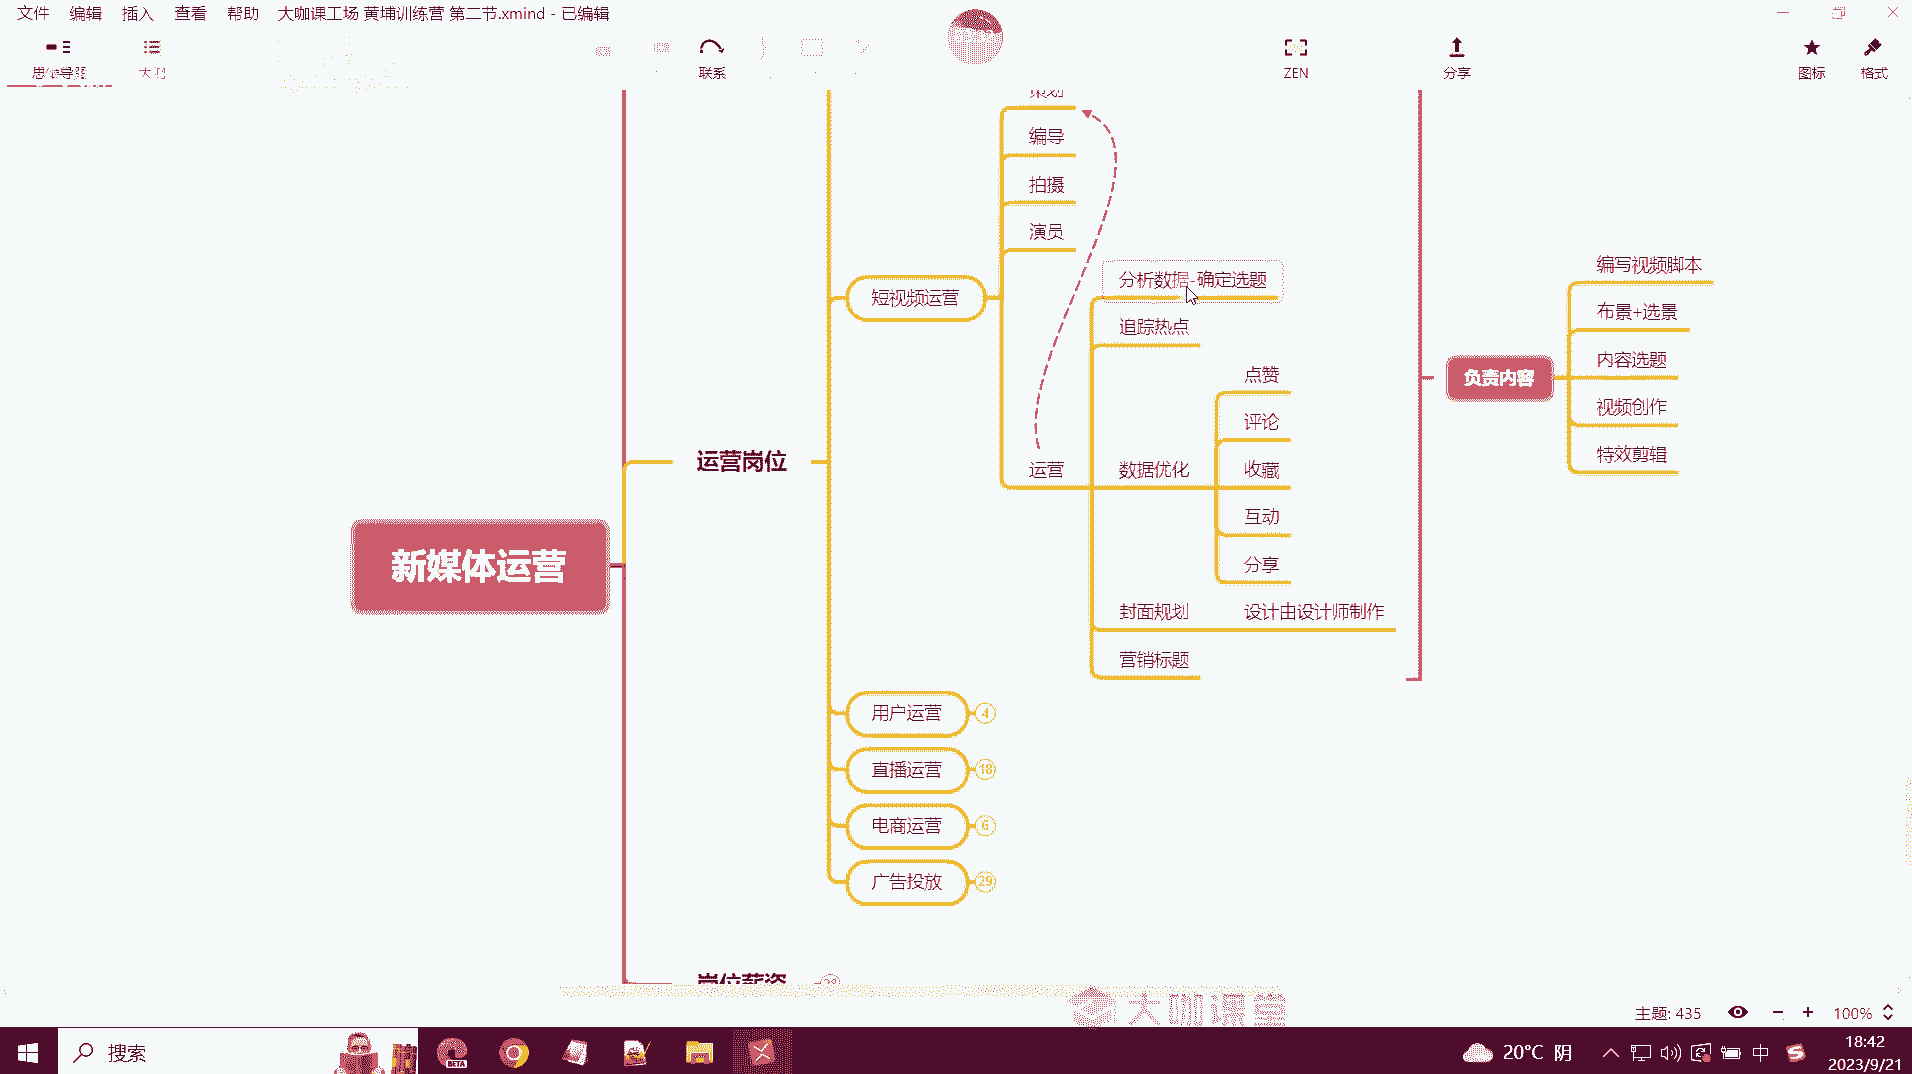 文件 编辑 插入 查看 帮助 大咖课工场 黄埔训练营 第二节.xmind - 已编辑
思维导图 大纲 联系 ZEN 分享 图标 格式
策划
编导
拍摄
演员
短视频运营
分析数据-确定选题
追踪热点
点赞
评论
运营 数据优化 收藏
互动
分享
封面规划 设计由设计师制作
营销标题
编写视频脚本
布景+选景
内容选题
负责内容
视频创作
特效剪辑
运营岗位
新媒体运营
用户运营 4
直播运营 18
电商运营 6
广告投放 29
岗位薪资
大咖课堂
主题: 435 100%
搜索
BETA
20°C 阴
中
18:42
2023/9/21